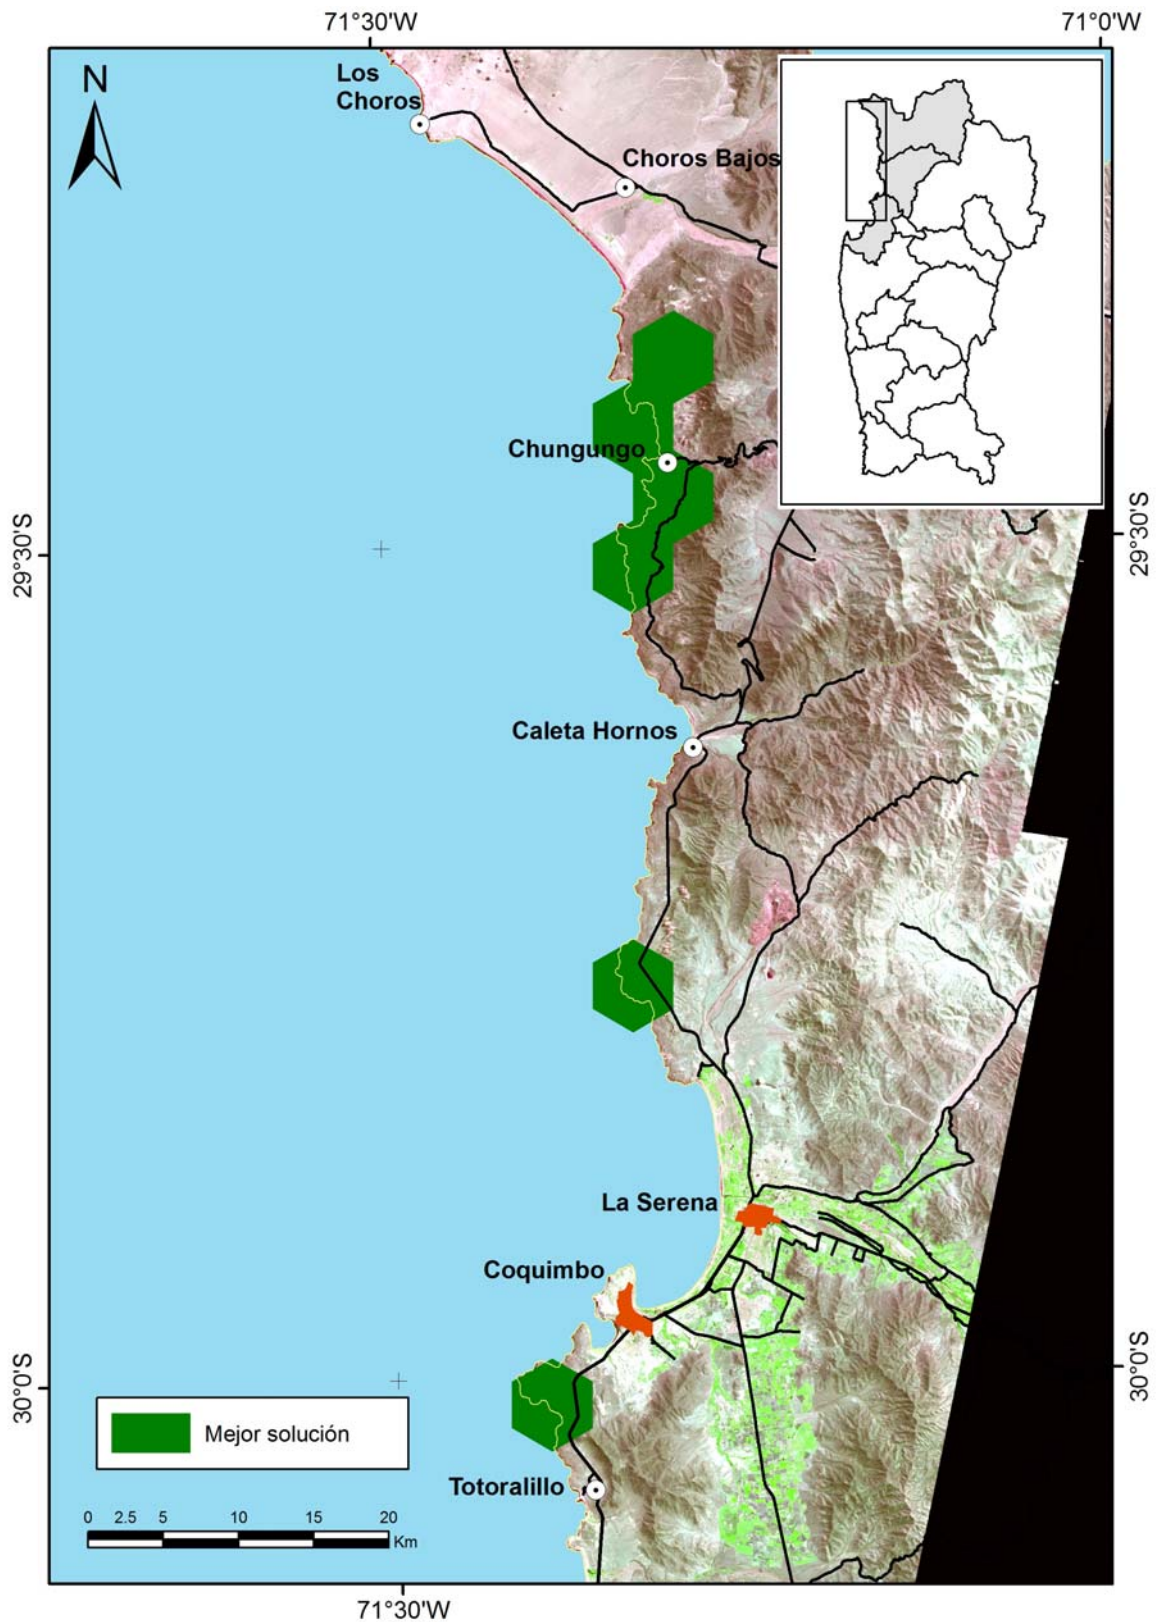 71°30'W
71°0'W
N
Los
Choros
Choros Bajos
Chungungo
29°30'S
29°30'S
Caleta Hornos
La Serena
Coquimbo
30°0'S
30°0'S
Mejor solución
Totoralillo
0 2.5 5 10 15 20
Km
71°30'W